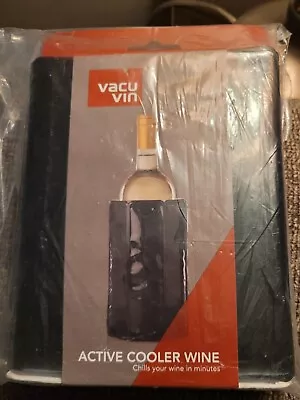 vacu
vin
ACTIVE COOLER WINE
Chills your wine in minutes